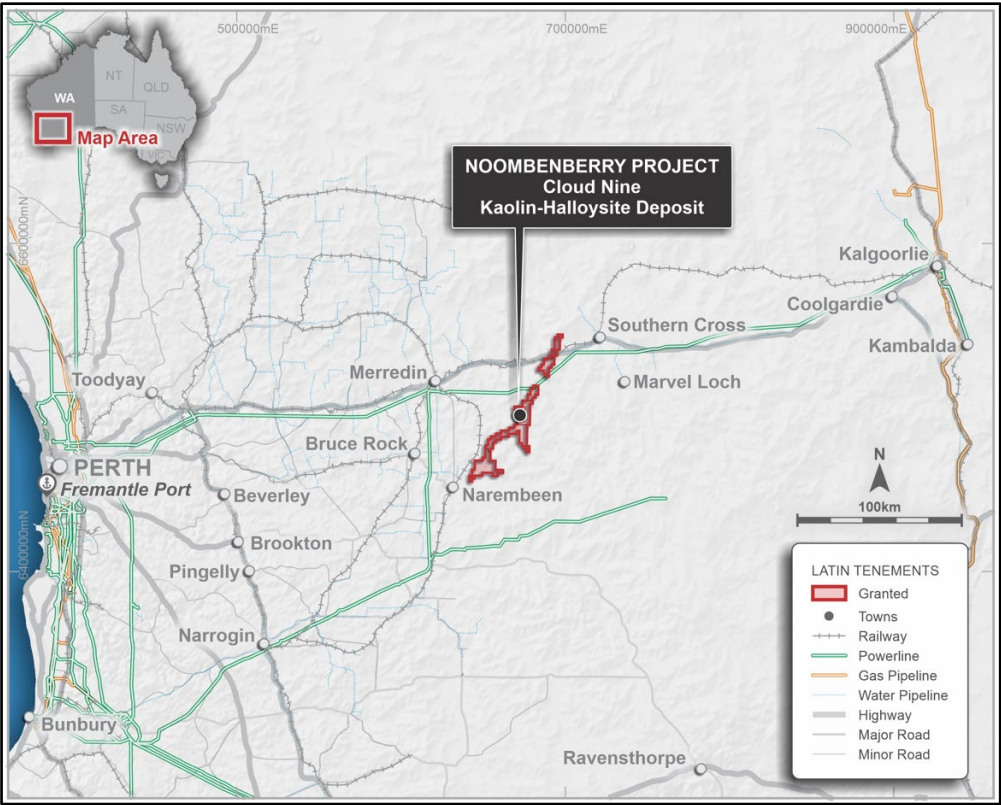 500000mE
700000mE
900000mE
6600000mN
6400000mN
NT
QLD
WA
SA
NSW
VIC
Map Area
NOOMBENBERRY PROJECT
Cloud Nine
Kaolin-Halloysite Deposit
Kalgoorlie
Coolgardie
Kambalda
Southern Cross
Marvel Loch
Merredin
Toodyay
Bruce Rock
PERTH
Fremantle Port
Beverley
Narembeen
Brookton
Pingelly
Narrogin
Bunbury
Ravensthorpe
N
100km
LATIN TENEMENTS
Granted
Towns
Railway
Powerline
Gas Pipeline
Water Pipeline
Highway
Major Road
Minor Road